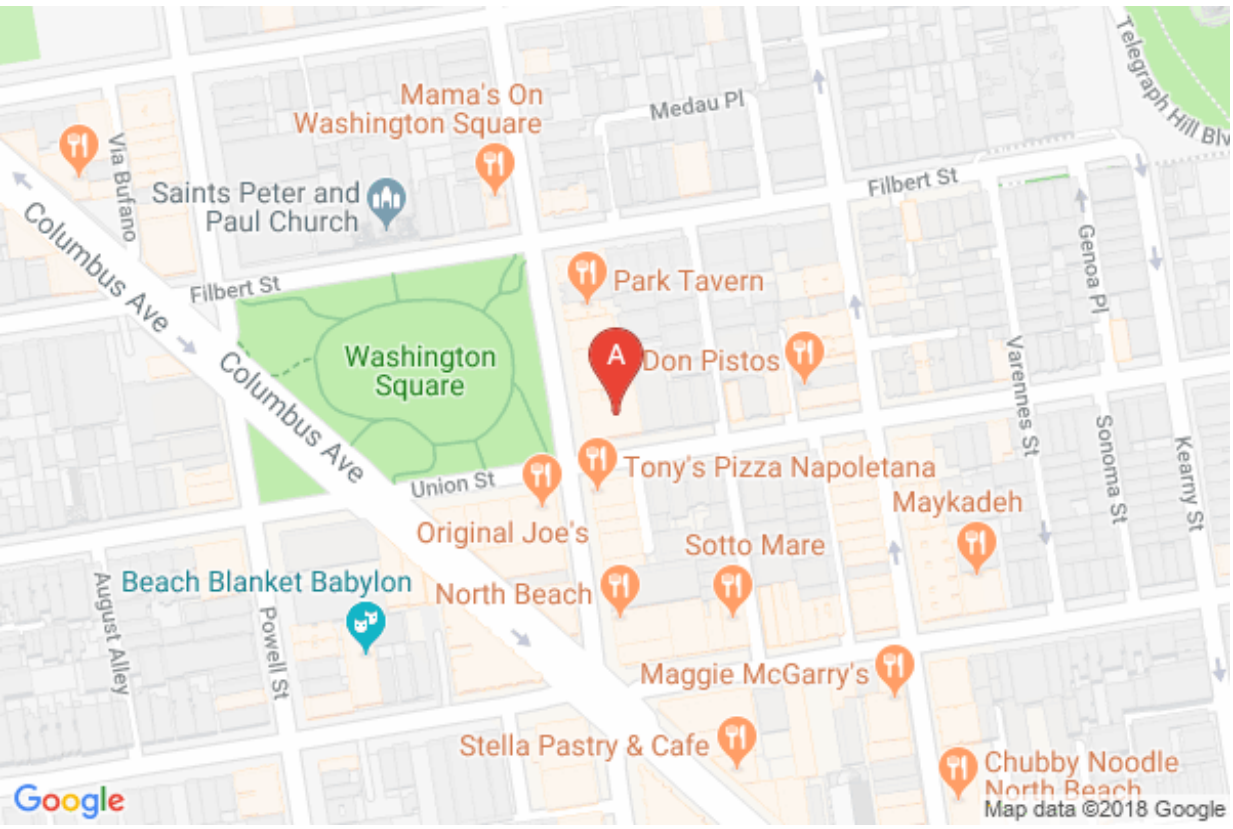 Telegraph Hill Blv
Mama's On
Washington Square
Medau Pl
Via Bufano
Saints Peter and
Paul Church
Filbert St
Columbus Ave
Genoa Pl
Filbert St
Park Tavern
A
Washington
Square
Don Pistos
Columbus Ave
Varennes St
Sonoma St
Kearny St
Union St
Tony's Pizza Napoletana
Original Joe's
Maykadeh
Sotto Mare
Beach Blanket Babylon
North Beach
August Alley
Powell St
Maggie McGarry's
Stella Pastry & Cafe
Chubby Noodle
North Beach
Google
Map data ©2018 Google